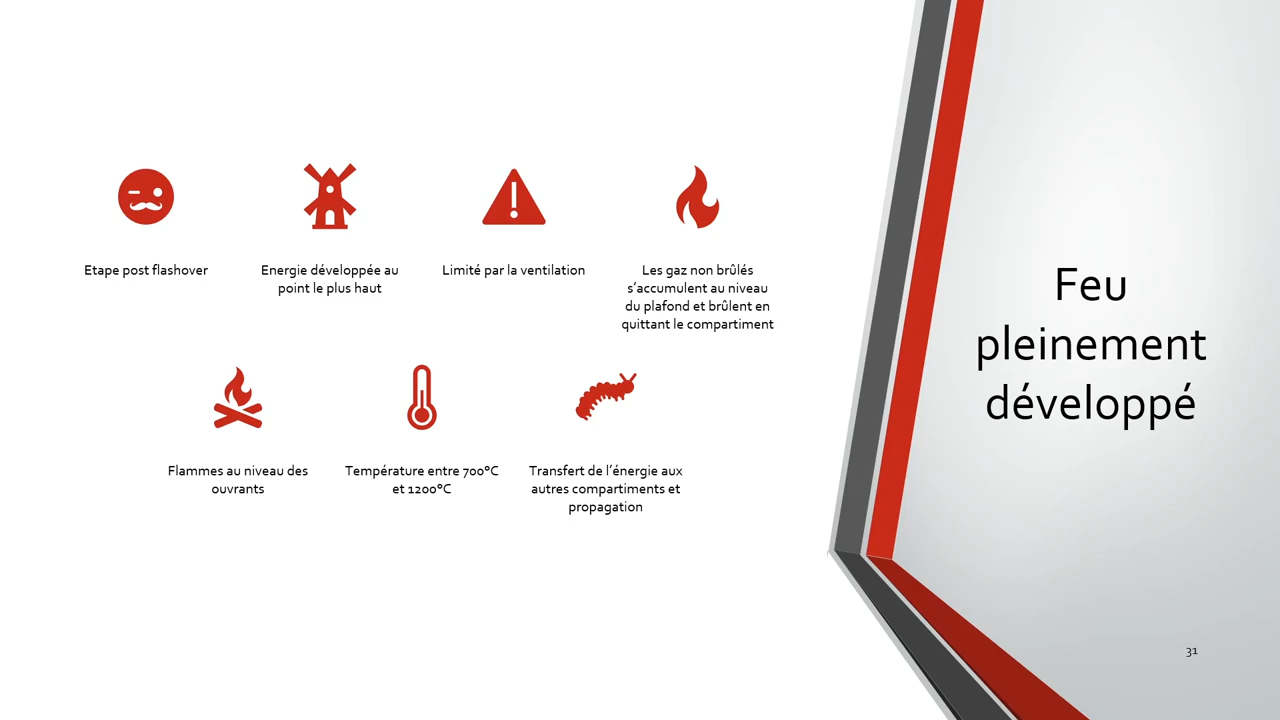 Etape post flashover
Energie développée au
point le plus haut
Limité par la ventilation
Les gaz non brûlés
s’accumulent au niveau
du plafond et brûlent en
quittant le compartiment
Flammes au niveau des
ouvrants
Température entre 700°C
et 1200°C
Transfert de l’énergie aux
autres compartiments et
propagation
Feu
pleinement
développé
31